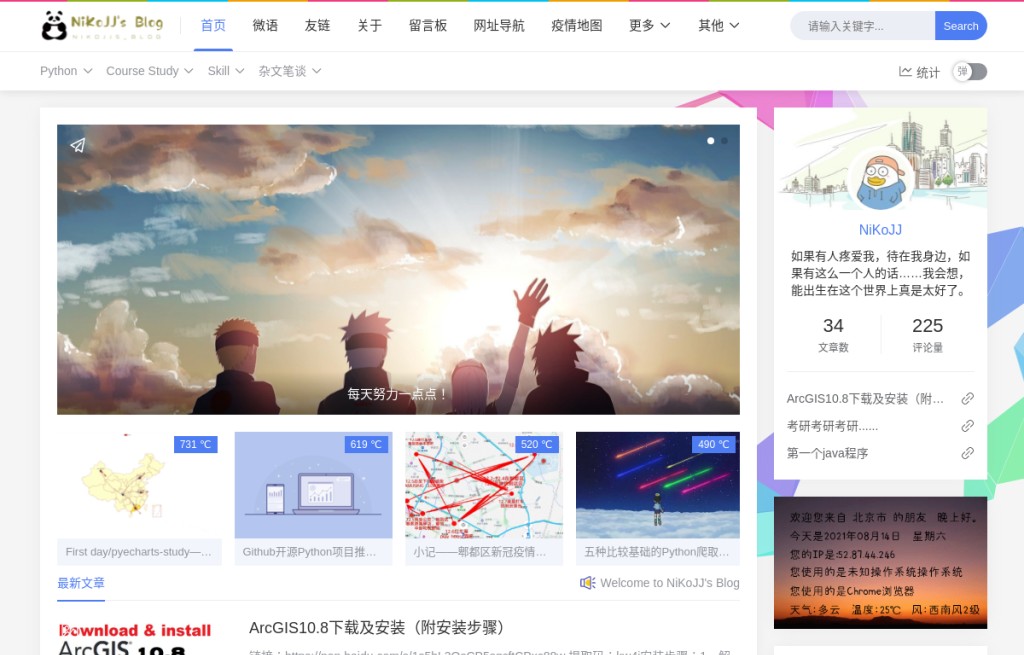 NiKoJJ's Blog
NIKOJJS_BLOG
首页
微语
友链
关于
留言板
网址导航
疫情地图
更多
其他
请输入关键字...
Search
Python
Course Study
Skill
杂文笔谈
统计
弹
每天努力一点点！
731 ℃
First day/pyecharts-study—...
619 ℃
Github开源Python项目推...
520 ℃
小记——郫都区新冠疫情...
490 ℃
五种比较基础的Python爬取...
最新文章
Welcome to NiKoJJ's Blog
Download & install
ArcGIS 10.8
ArcGIS10.8下载及安装（附安装步骤）
NiKoJJ
如果有人疼爱我，待在我身边，如
果有这么一个人的话……我会想，
能出生在这个世界上真是太好了。
34
文章数
225
评论量
ArcGIS10.8下载及安装（附...
考研考研考研......
第一个java程序
欢迎您来自 北京市 的朋友 晚上好。
今天是2021年08月14日 星期六
您的IP是:52.87.44.246
您使用的是未知操作系统操作系统
您使用的是Chrome浏览器
天气:多云 温度:25℃ 风:西南风2级